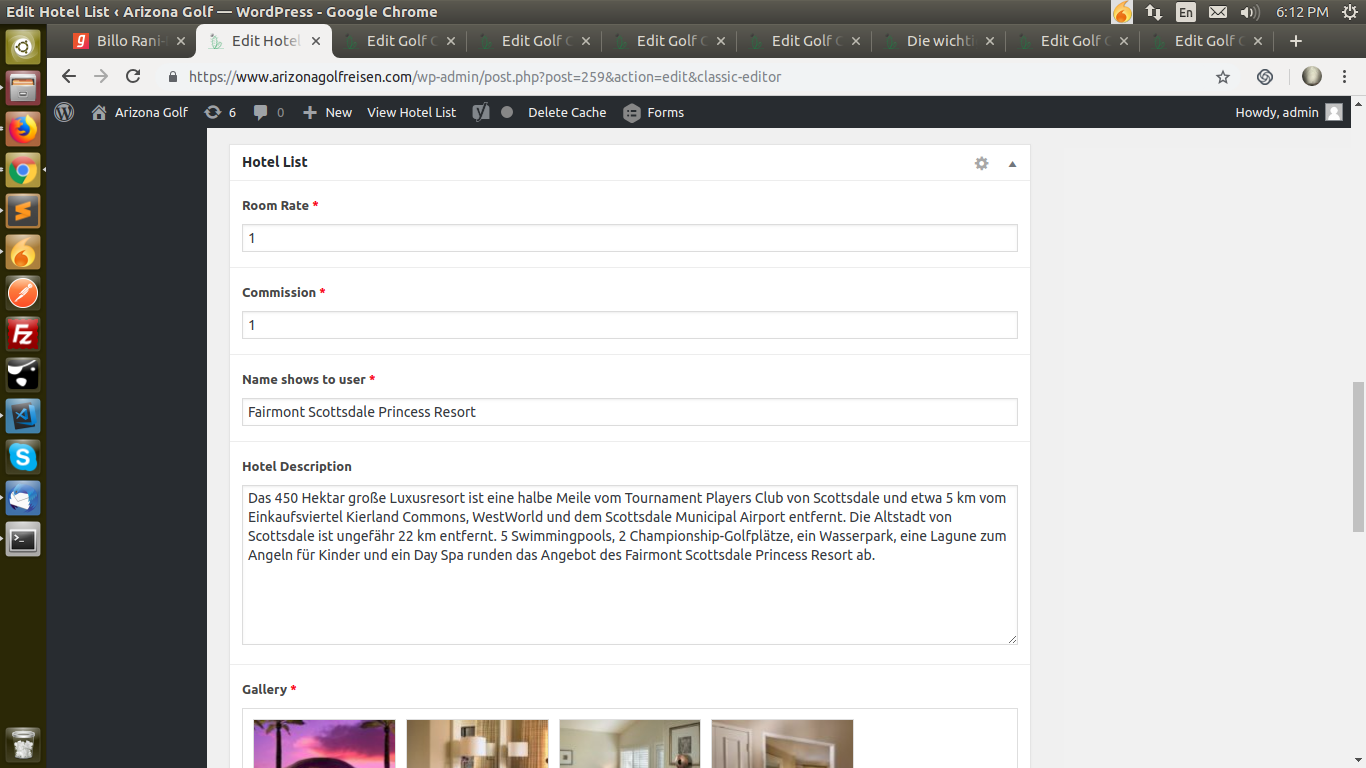 Edit Hotel List ‹ Arizona Golf — WordPress - Google Chrome
En
6:12 PM
Billo Rani-
Edit Hotel
Edit Golf C
Edit Golf C
Edit Golf C
Edit Golf C
Die wichti
Edit Golf C
Edit Golf C
https://www.arizonagolfreisen.com/wp-admin/post.php?post=259&action=edit&classic-editor
Arizona Golf
6
0
New
View Hotel List
Delete Cache
Forms
Howdy, admin
Hotel List
Room Rate *
1
Commission *
1
Name shows to user *
Fairmont Scottsdale Princess Resort
Hotel Description
Das 450 Hektar große Luxusresort ist eine halbe Meile vom Tournament Players Club von Scottsdale und etwa 5 km vom
Einkaufsviertel Kierland Commons, WestWorld und dem Scottsdale Municipal Airport entfernt. Die Altstadt von
Scottsdale ist ungefähr 22 km entfernt. 5 Swimmingpools, 2 Championship-Golfplätze, ein Wasserpark, eine Lagune zum
Angeln für Kinder und ein Day Spa runden das Angebot des Fairmont Scottsdale Princess Resort ab.
Gallery *